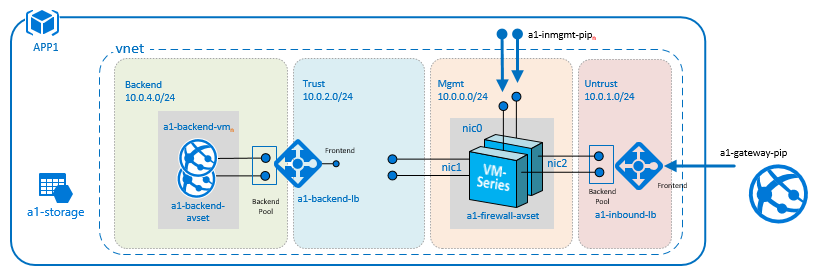 APP1
vnet
a1-inmgmt-pips
Backend
10.0.4.0/24
Trust
10.0.2.0/24
Mgmt
10.0.0.0/24
Untrust
10.0.1.0/24
a1-backend-vms
nic0
Frontend
nic1
VM-
Series
nic2
a1-gateway-pip
Frontend
a1-storage
a1-backend-
avset
Backend
Pool
a1-backend-lb
a1-firewall-avset
Backend
Pool
a1-inbound-lb